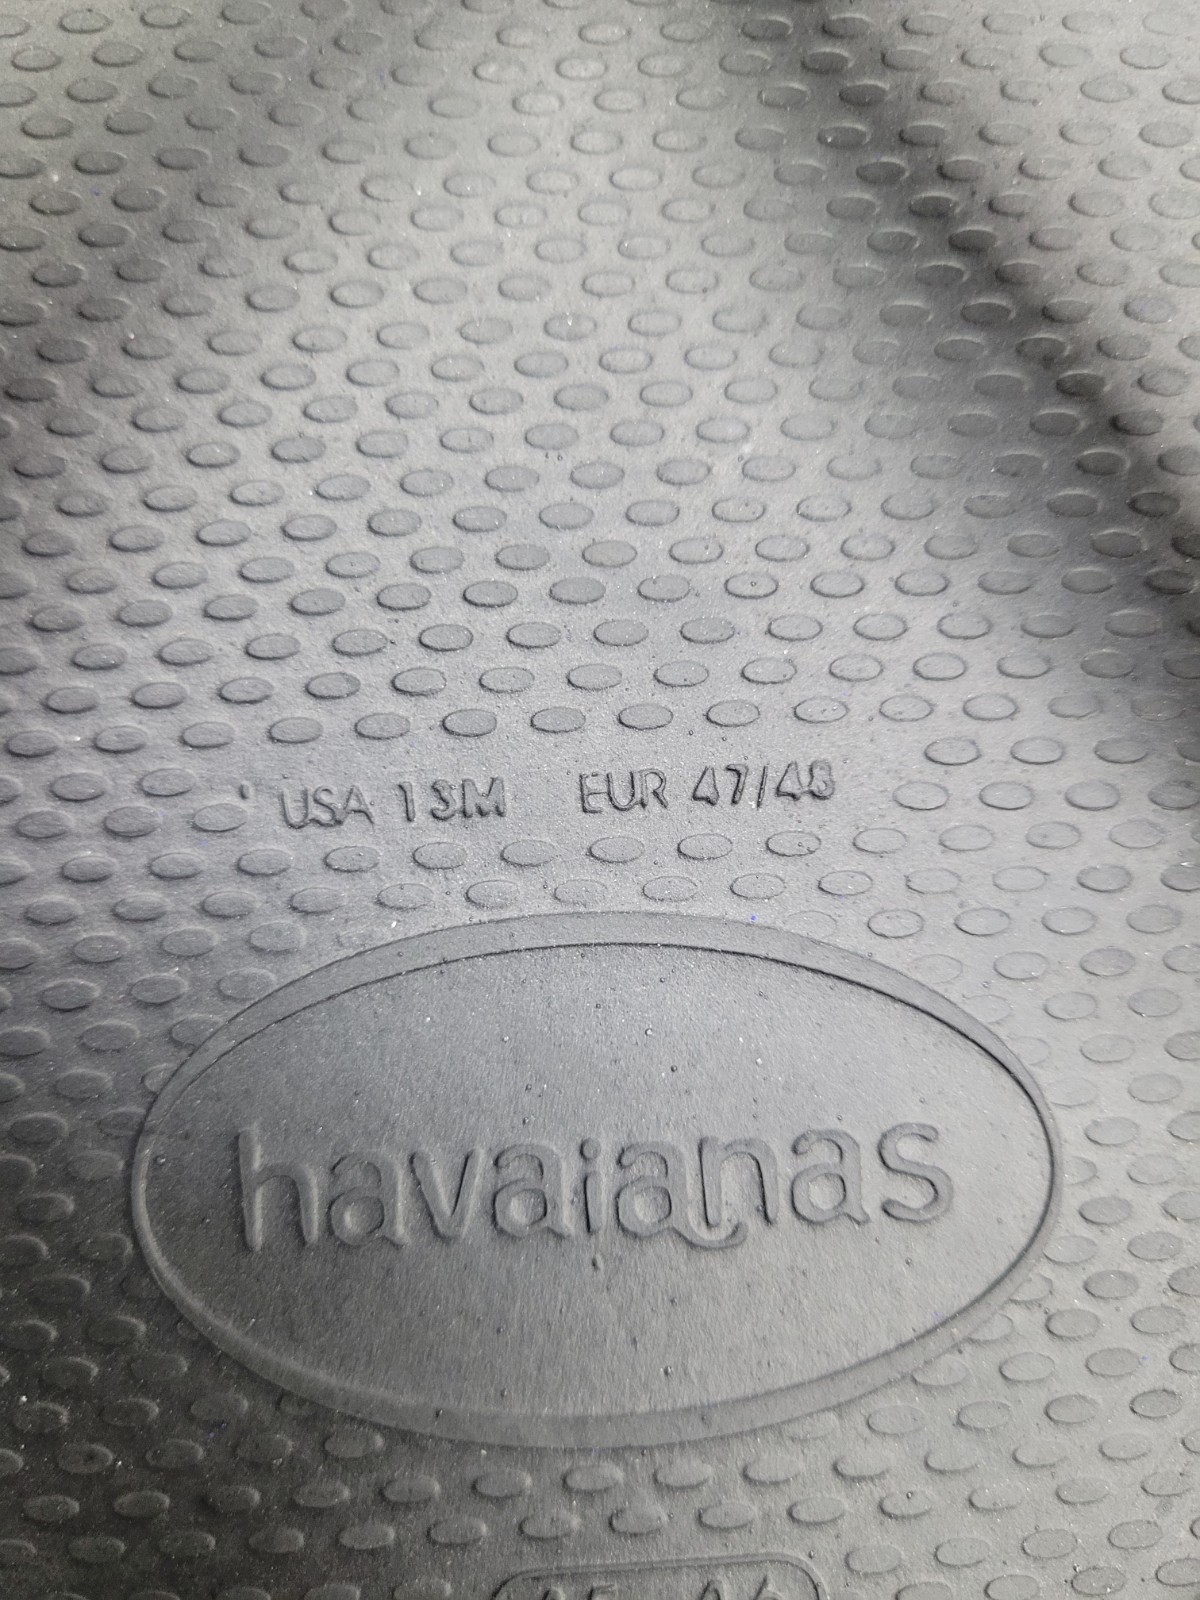 USA 13M EUR 47/48
havaianas